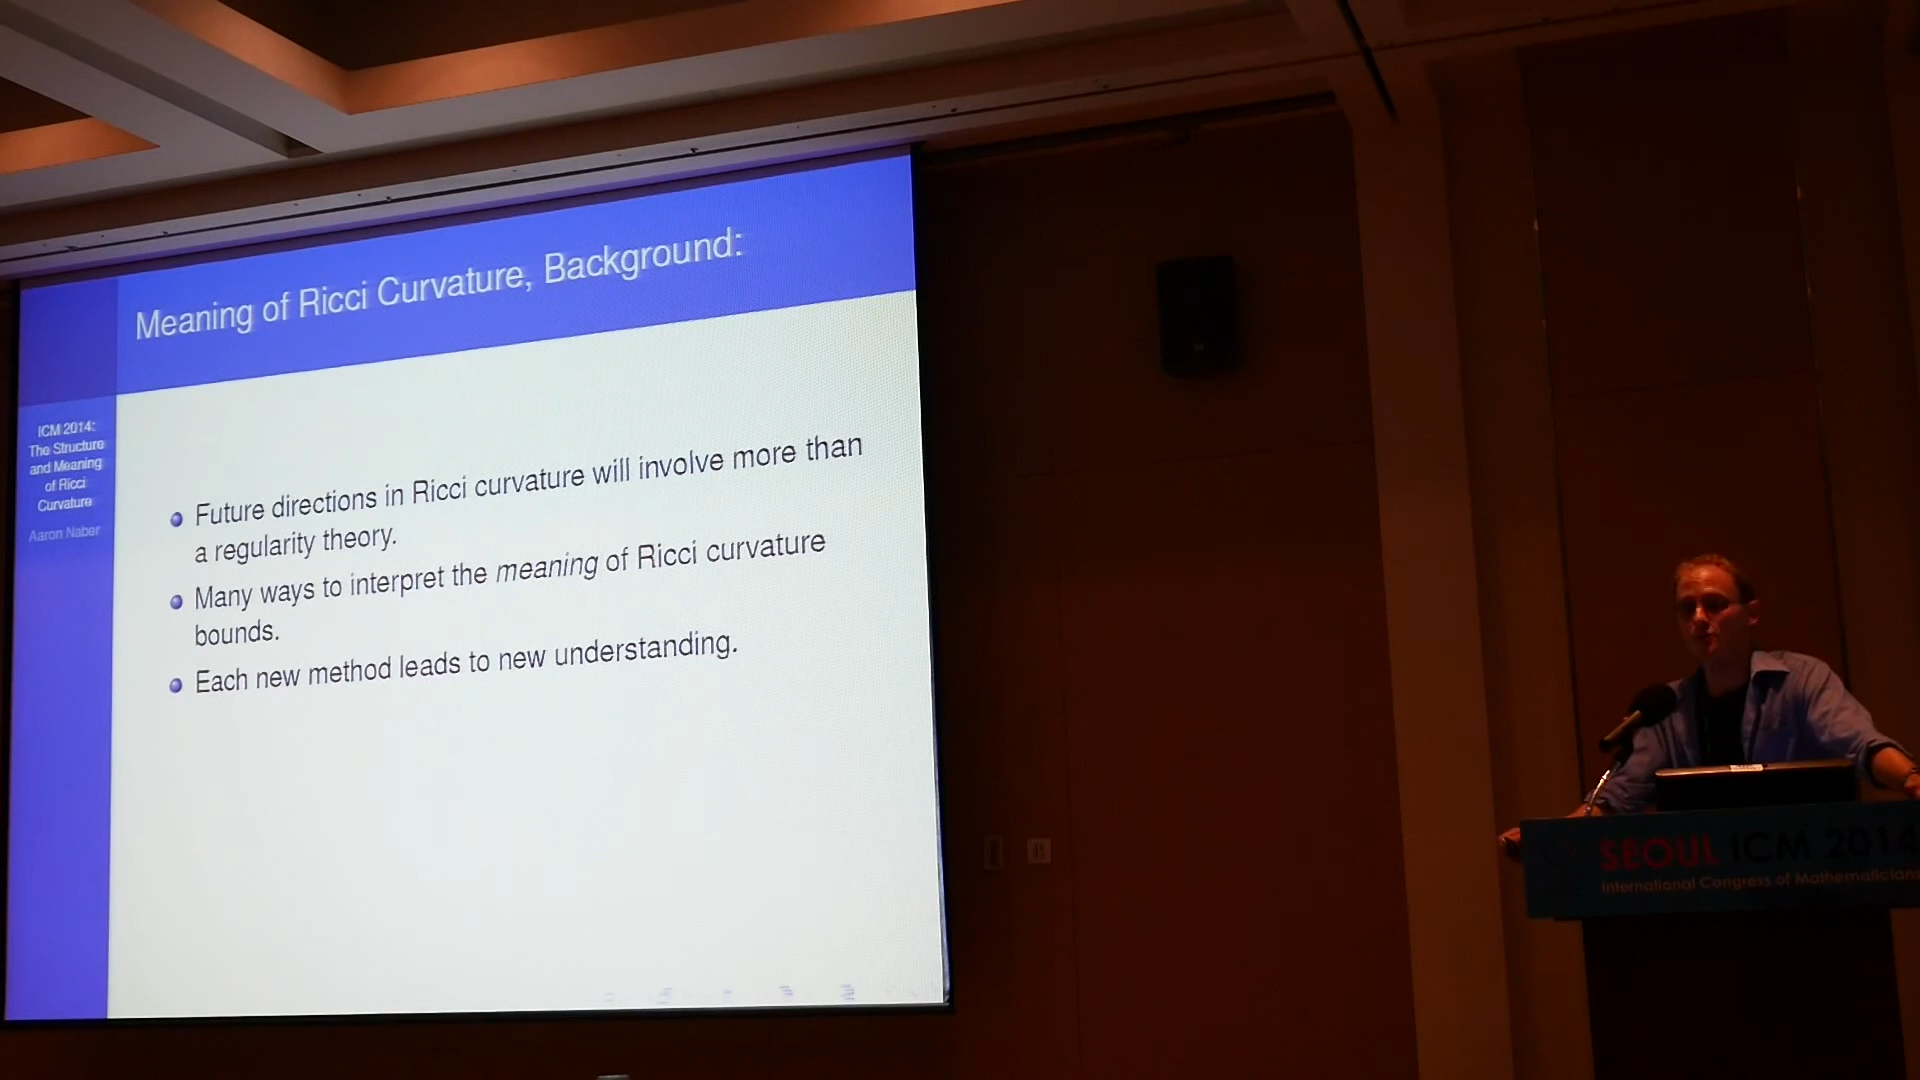 Meaning of Ricci Curvature, Background:
ICM 2014:
The Structure
and Meaning
of Ricci
Curvature
Aaron Naber
Future directions in Ricci curvature will involve more than
a regularity theory.
Many ways to interpret the meaning of Ricci curvature
bounds.
Each new method leads to new understanding.
SEOUL ICM 2014
International Congress of Mathematicians